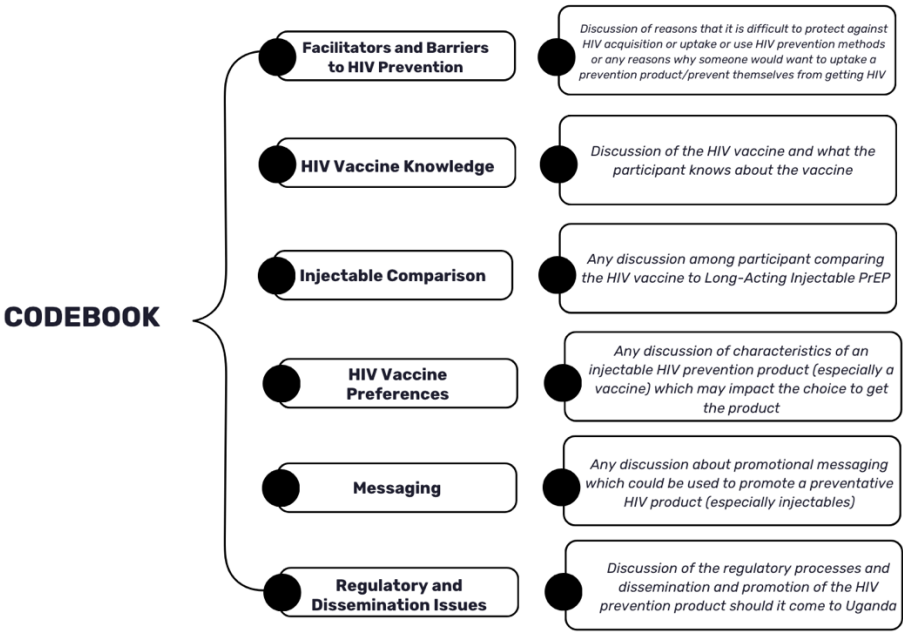 Facilitators and Barriers
to HIV Prevention
Discussion of reasons that it is difficult to protect against
HIV acquisition or uptake or use HIV prevention methods
or any reasons why someone would want to uptake a
prevention product/prevent themselves from getting HIV
HIV Vaccine Knowledge
Discussion of the HIV vaccine and what the
participant knows about the vaccine
Injectable Comparison
Any discussion among participant comparing
the HIV vaccine to Long-Acting Injectable PrEP
CODEBOOK
HIV Vaccine
Preferences
Any discussion of characteristics of an
injectable HIV prevention product (especially a
vaccine) which may impact the choice to get
the product
Messaging
Any discussion about promotional messaging
which could be used to promote a preventative
HIV product (especially injectables)
Regulatory and
Dissemination Issues
Discussion of the regulatory processes and
dissemination and promotion of the HIV
prevention product should it come to Uganda